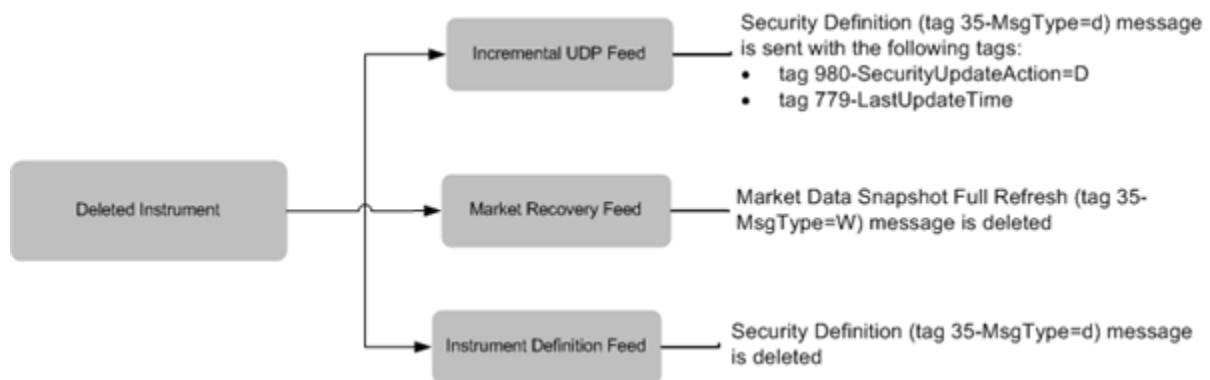 Security Definition (tag 35-MsgType=d) message
is sent with the following tags:
• tag 980-SecurityUpdateAction=D
• tag 779-LastUpdateTime
Incremental UDP Feed
Deleted Instrument
Market Recovery Feed
Market Data Snapshot Full Refresh (tag 35-
MsgType=W) message is deleted
Instrument Definition Feed
Security Definition (tag 35-MsgType=d) message
is deleted